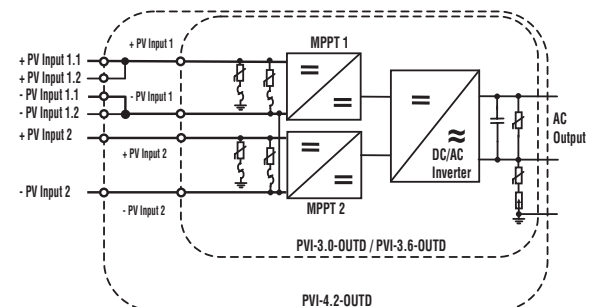 + PV Input 1
MPPT 1
+ PV Input 1.1
+ PV Input 1.2
- PV Input 1.1
- PV Input 1
- PV Input 1.2
AC
Output
+ PV Input 2
+ PV Input 2
DC/AC
Inverter
- PV Input 2
MPPT 2
- PV Input 2
PVI-3.0-OUTD / PVI-3.6-OUTD
PVI-4.2-OUTD